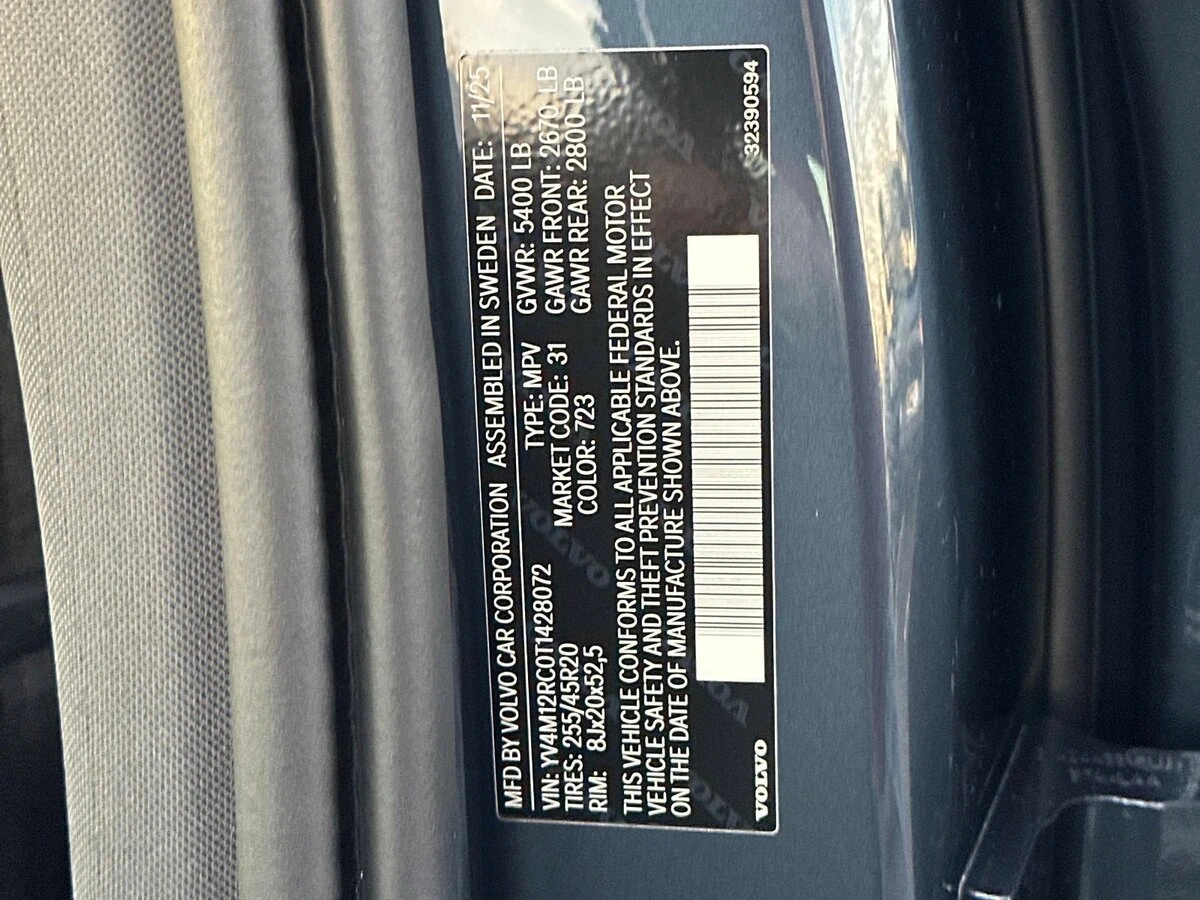 MFD BY VOLVO CAR CORPORATION ASSEMBLED IN SWEDEN DATE: 11/25
VIN: YV4M12RC0T1428072 TYPE: MPV GVWR: 5400 LB
TIRES: 255/45R20 MARKET CODE: 31 GAWR FRONT: 2670 LB
RIM: 8Jx20x52,5 COLOR: 723 GAWR REAR: 2800 LB
THIS VEHICLE CONFORMS TO ALL APPLICABLE FEDERAL MOTOR
VEHICLE SAFETY AND THEFT PREVENTION STANDARDS IN EFFECT
ON THE DATE OF MANUFACTURE SHOWN ABOVE.
VOLVO 32390594